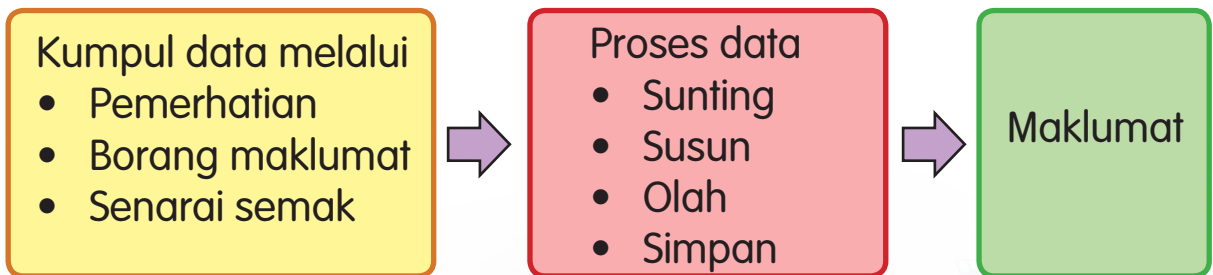 Kumpul data melalui
• Pemerhatian
• Borang maklumat
• Senarai semak
Proses data
• Sunting
• Susun
• Olah
• Simpan
Maklumat